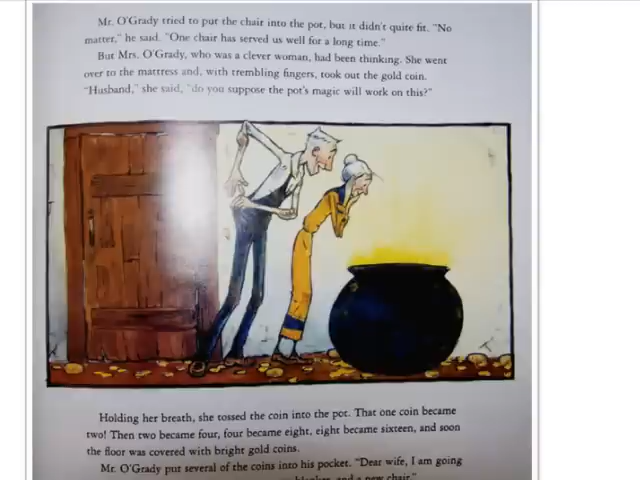 Mr. O'Grady tried to put the chair into the pot, but it didn't quite fit. "No
matter," he said. "One chair has served us well for a long time."
But Mrs. O'Grady, who was a clever woman, had been thinking. She went
over to the mattress and, with trembling fingers, took out the gold coin.
"Husband," she said, "do you suppose the pot's magic will work on this?"
Holding her breath, she tossed the coin into the pot. That one coin became
two! Then two became four, four became eight, eight became sixteen, and soon
the floor was covered with bright gold coins.
Mr. O'Grady put several of the coins into his pocket. "Dear wife, I am going
and a new chair."